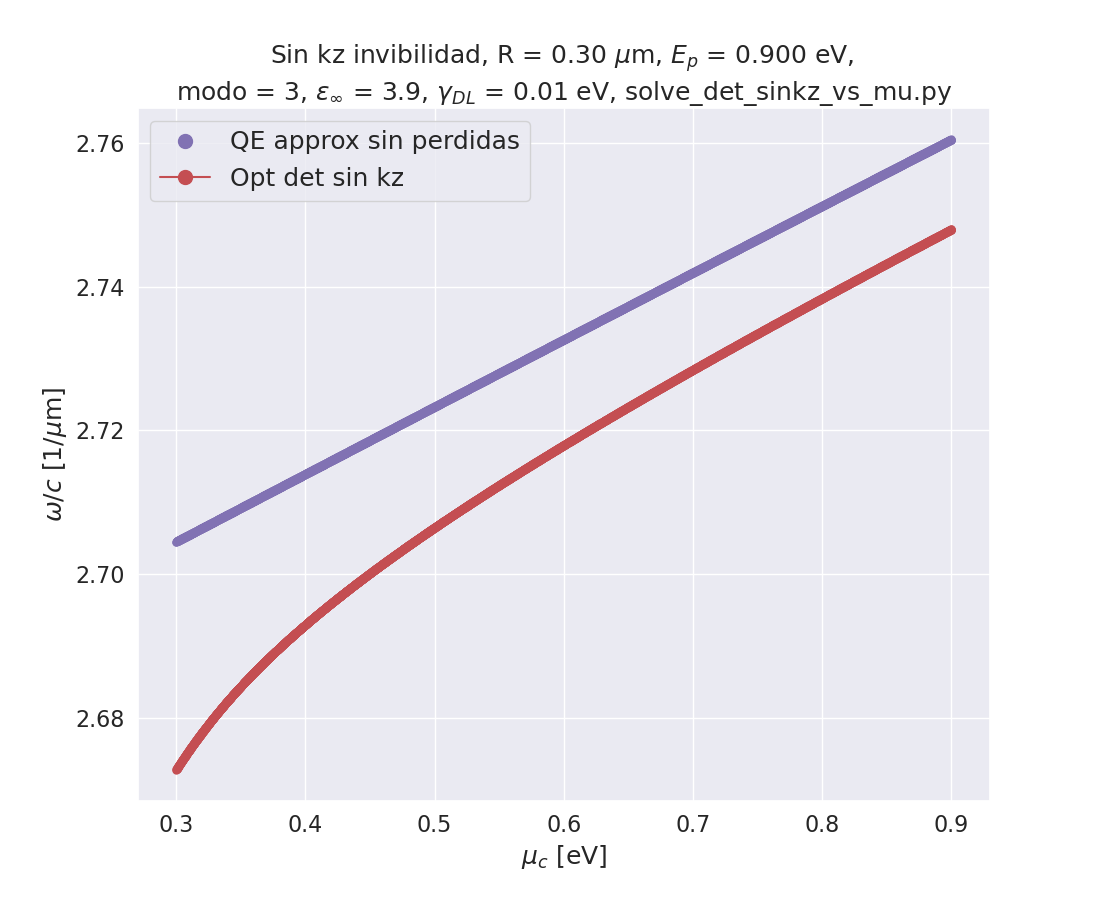 Sin kz invibilidad, R = 0.30 μm, E_p = 0.900 eV,
modo = 3, ε_∞ = 3.9, γ_DL = 0.01 eV, solve_det_sinkz_vs_mu.py
QE approx sin perdidas
Opt det sin kz
2.76
2.74
2.72
2.70
2.68
ω/c [1/μm]
0.3 0.4 0.5 0.6 0.7 0.8 0.9
μ_c [eV]